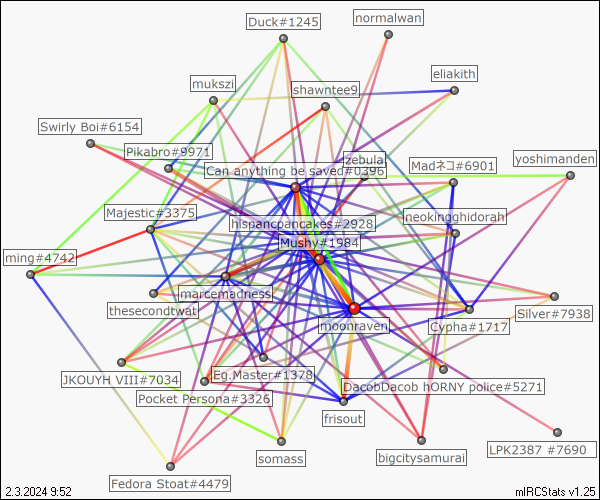 Duck#1245
normalwan
eliakith
mukszi
shawntee9
Swirly Boi#6154
Pikabro#9971
zebula
Madネコ#6901
yoshimanden
Can anything be saved#0396
Majestic#3375
hispancpancakes#2928
neokingghidorah
Mushy#1984
ming#4742
marcemadness
thesecondtwat
moonraven
Cypha#1717
Silver#7938
JKOUYH VIII#7034
Eg.Master#1378
DacobDacob hORNY police#5271
Pocket Persona#3326
frisout
somass
bigcitysamurai
LPK2387 #7690
Fedora Stoat#4479
2.3.2024 9:52
mIRCStats v1.25